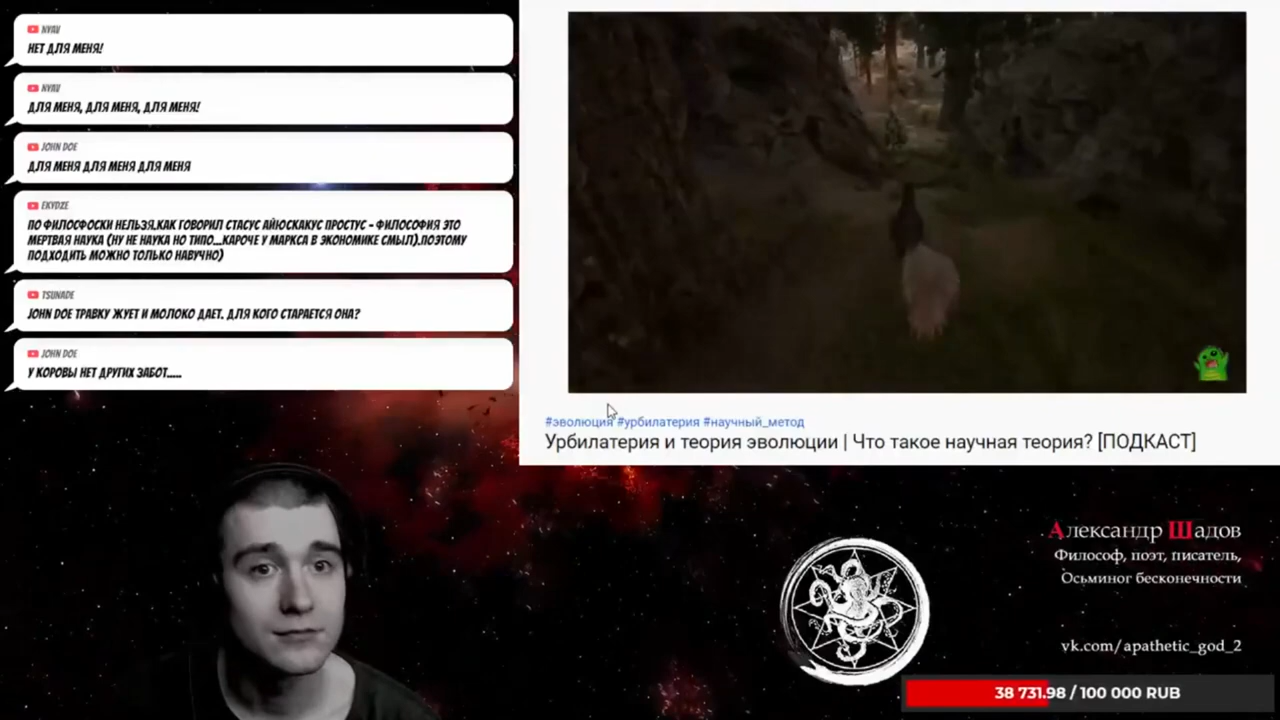 NYAV
НЕТ ДЛЯ МЕНЯ!
NYAV
ДЛЯ МЕНЯ, ДЛЯ МЕНЯ, ДЛЯ МЕНЯ!
JOHN DOE
ДЛЯ МЕНЯ ДЛЯ МЕНЯ ДЛЯ МЕНЯ
EKYDZE
ПО ФИЛОСФОСКИ НЕЛЬЗЯ.КАК ГОВОРИЛ СТАСУС АЙЮСКАКУС ПРОСТУС - ФИЛОСОФИЯ ЭТО
МЕРТВАЯ НАУКА (НУ НЕ НАУКА НО ТИПО...КАРОЧЕ У МАРКСА В ЭКОНОМИКЕ СМЫЛ).ПОЭТОМУ
ПОДХОДИТЬ МОЖНО ТОЛЬКО НАВУЧНО)
TSUNADE
JOHN DOE ТРАВКУ ЖУЕТ И МОЛОКО ДАЕТ. ДЛЯ КОГО СТАРАЕТСЯ ОНА?
JOHN DOE
У КОРОВЫ НЕТ ДРУГИХ ЗАБОТ.....
#эволюция #урбилатерия #научный_метод
Урбилатерия и теория эволюции | Что такое научная теория? [ПОДКАСТ]
Александр Шадов
Философ, поэт, писатель,
Осьминог бесконечности
vk.com/apathetic_god_2
38 731.98 / 100 000 RUB